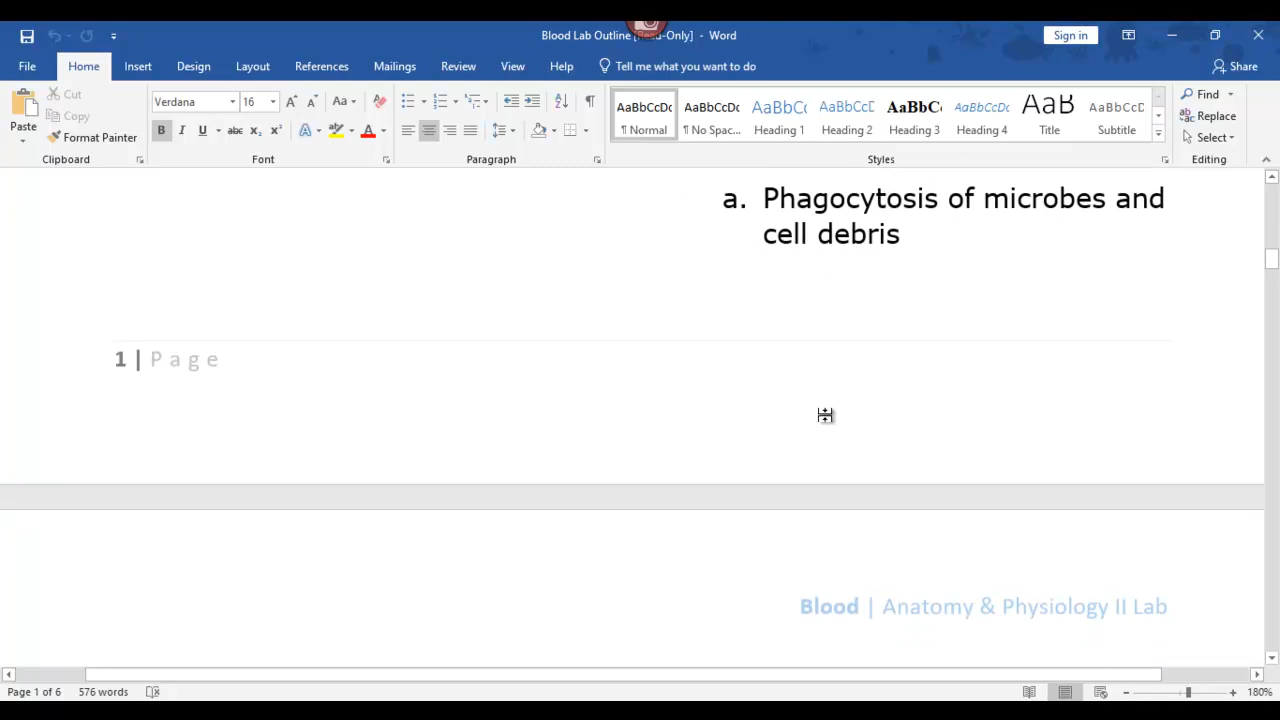 Blood Lab Outline [Read-Only] - Word
Sign in
File Home Insert Design Layout References Mailings Review View Help Tell me what you want to do Share
Paste
Cut
Copy
Format Painter
Clipboard
Verdana 16
Font
Paragraph
AaBbCcDc AaBbCcDc AaBbC AaBbCcD AaBbC AaBbCcDc AaB AaBbCcD
¶ Normal ¶ No Spac... Heading Heading 2 Heading 3 Heading 4 Title Subtitle
Styles
Find
Replace
Select
Editing
a. Phagocytosis of microbes and
cell debris
1 | Page
Blood | Anatomy & Physiology II Lab
Page 1 of 6 576 words 180%